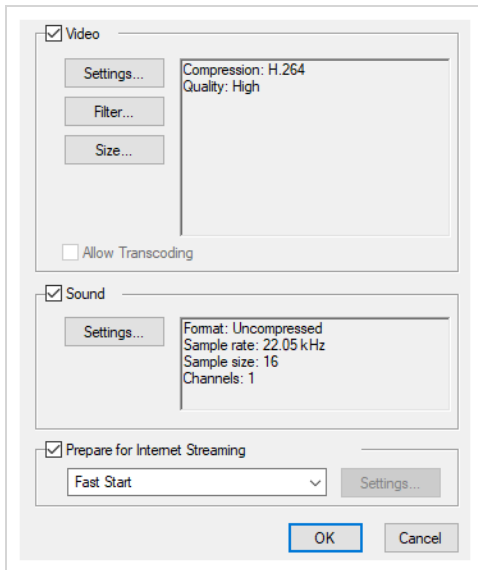 Video
Settings...
Compression: H.264
Quality: High
Filter...
Size...
Allow Transcoding
Sound
Settings...
Format: Uncompressed
Sample rate: 22.05 kHz
Sample size: 16
Channels: 1
Prepare for Internet Streaming
Fast Start
Settings...
OK
Cancel